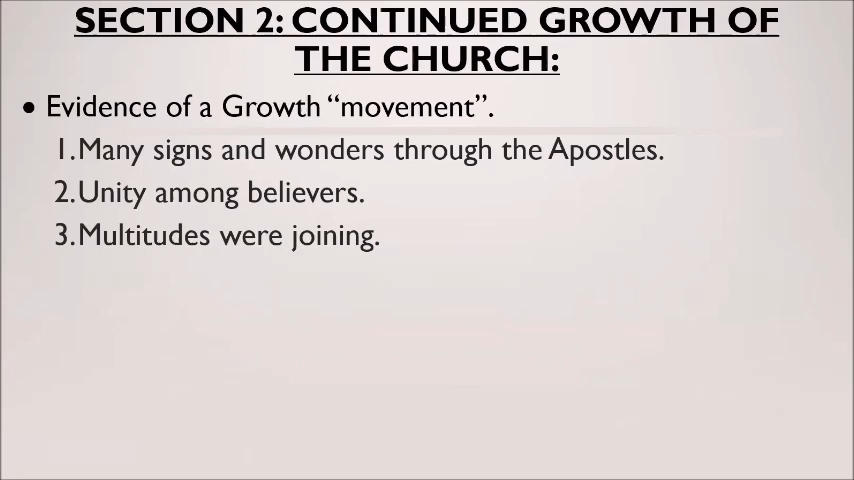 SECTION 2: CONTINUED GROWTH OF
THE CHURCH:
• Evidence of a Growth “movement”.
1.Many signs and wonders through the Apostles.
2.Unity among believers.
3.Multitudes were joining.